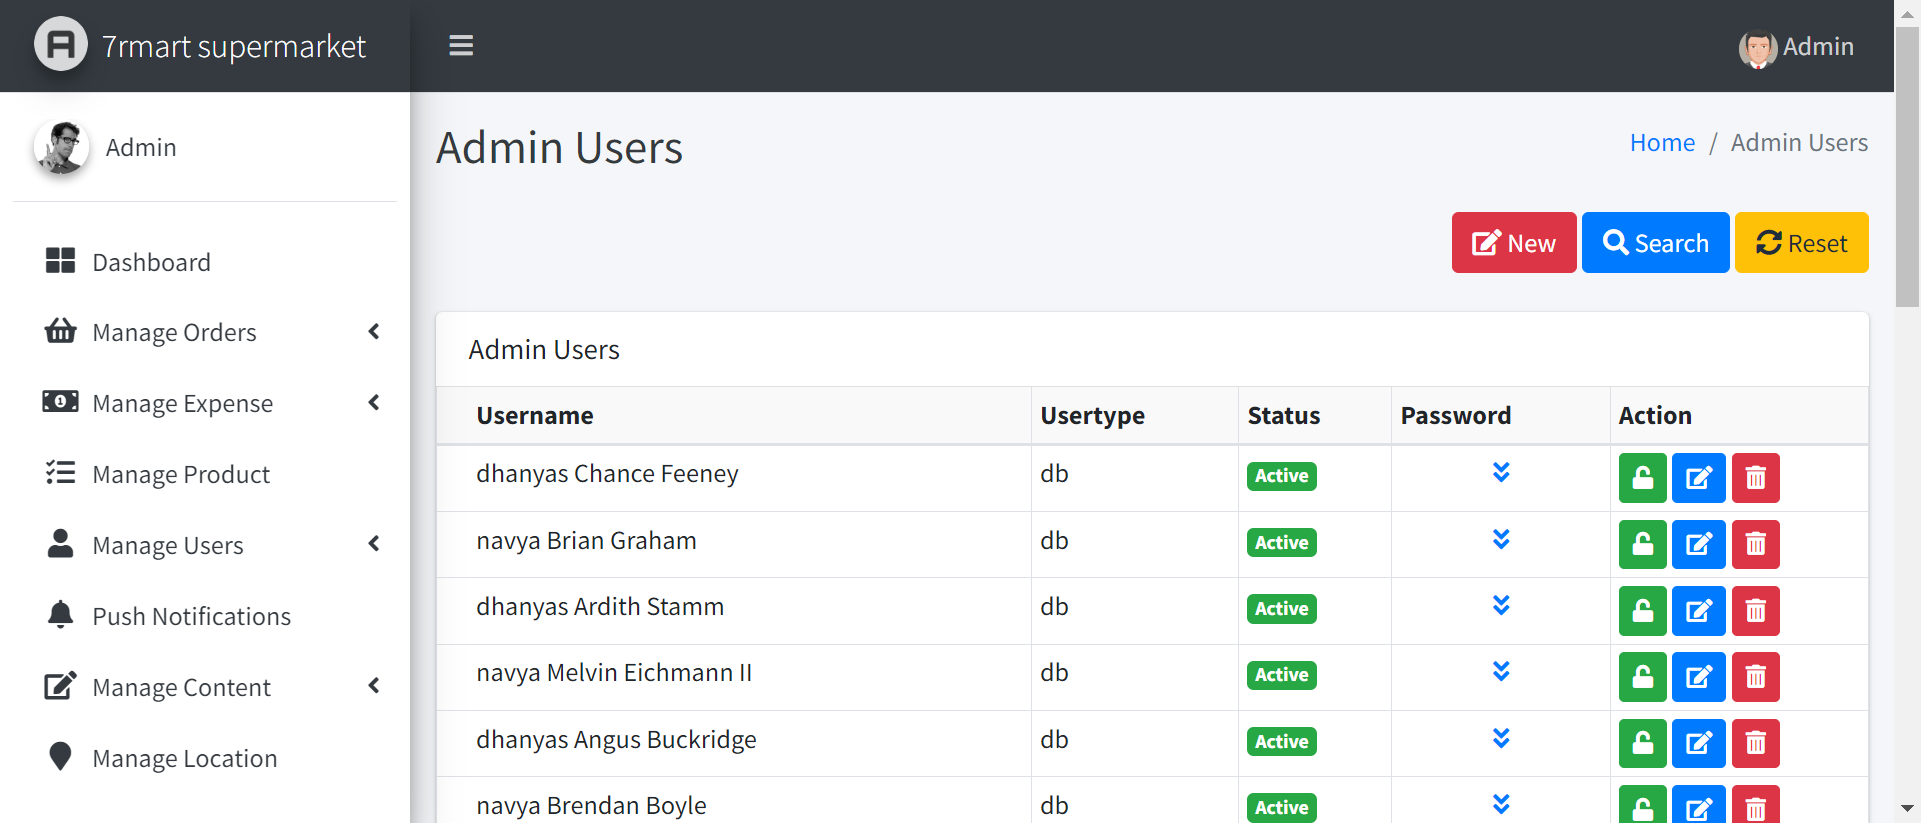 7rmart supermarket
Admin
Admin
Admin Users
Home / Admin Users
Dashboard
Manage Orders
Manage Expense
Manage Product
Manage Users
Push Notifications
Manage Content
Manage Location
New Search Reset
Admin Users
Username Usertype Status Password Action
dhanyas Chance Feeney db Active
navya Brian Graham db Active
dhanyas Ardith Stamm db Active
navya Melvin Eichmann II db Active
dhanyas Angus Buckridge db Active
navya Brendan Boyle db Active